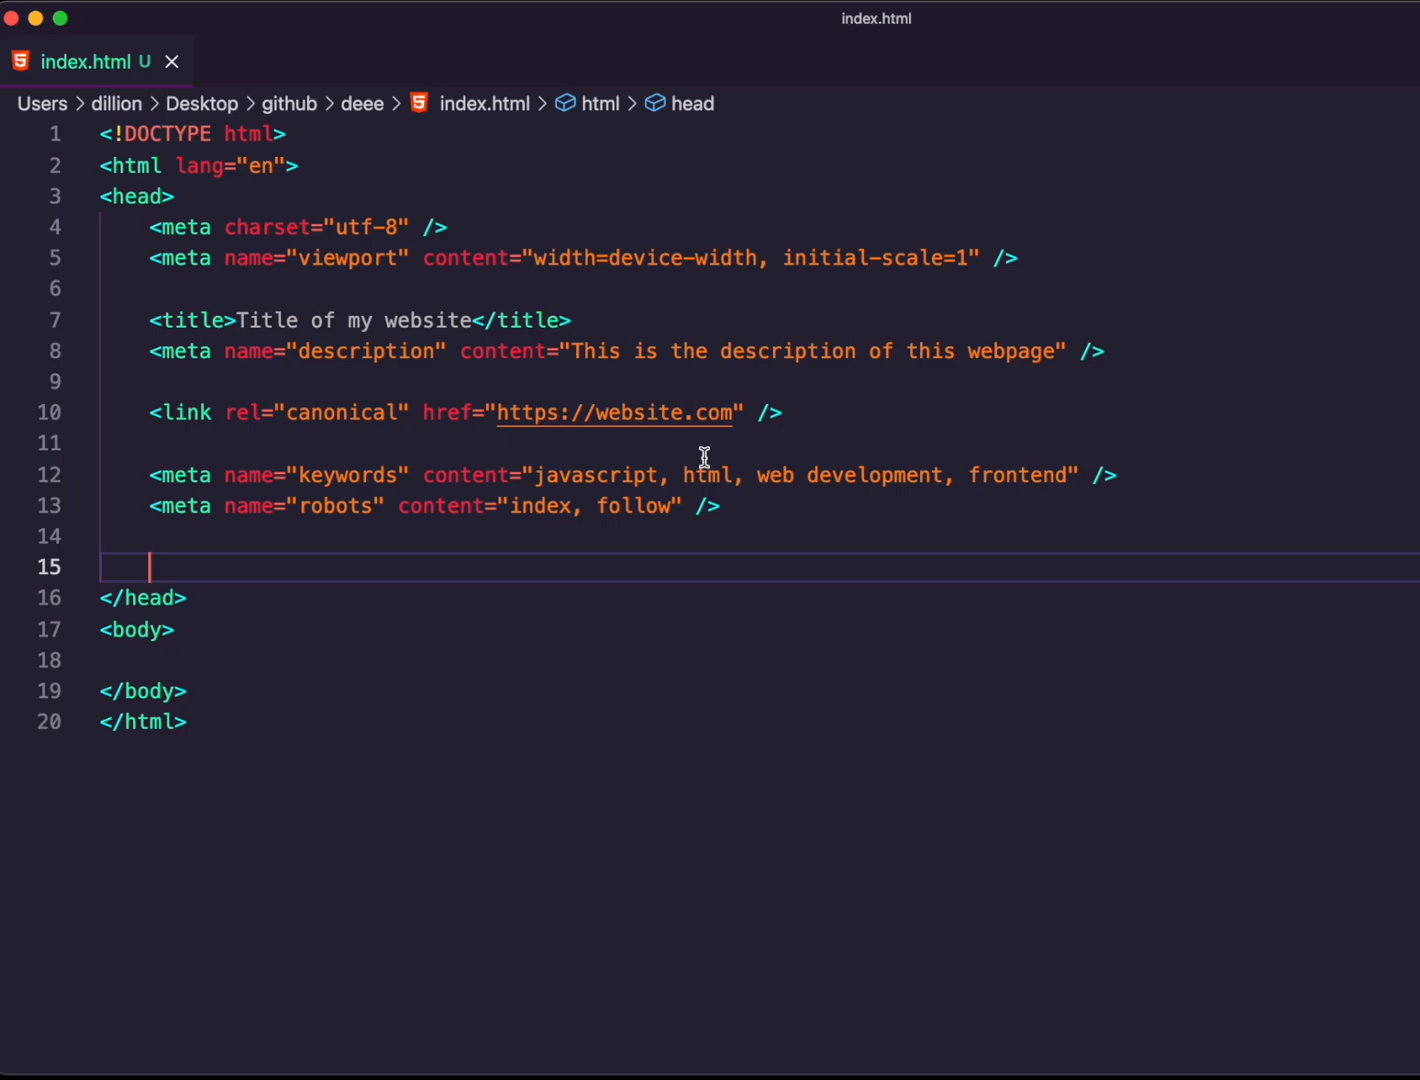 index.html
index.html U
Users > dillion > Desktop > github > deee > index.html > html > head
1 <!DOCTYPE html>
2 <html lang="en">
3 <head>
4 <meta charset="utf-8" />
5 <meta name="viewport" content="width=device-width, initial-scale=1" />
6
7 <title>Title of my website</title>
8 <meta name="description" content="This is the description of this webpage" />
9
10 <link rel="canonical" href="https://website.com" />
11
12 <meta name="keywords" content="javascript, html, web development, frontend" />
13 <meta name="robots" content="index, follow" />
14
15
16 </head>
17 <body>
18
19 </body>
20 </html>